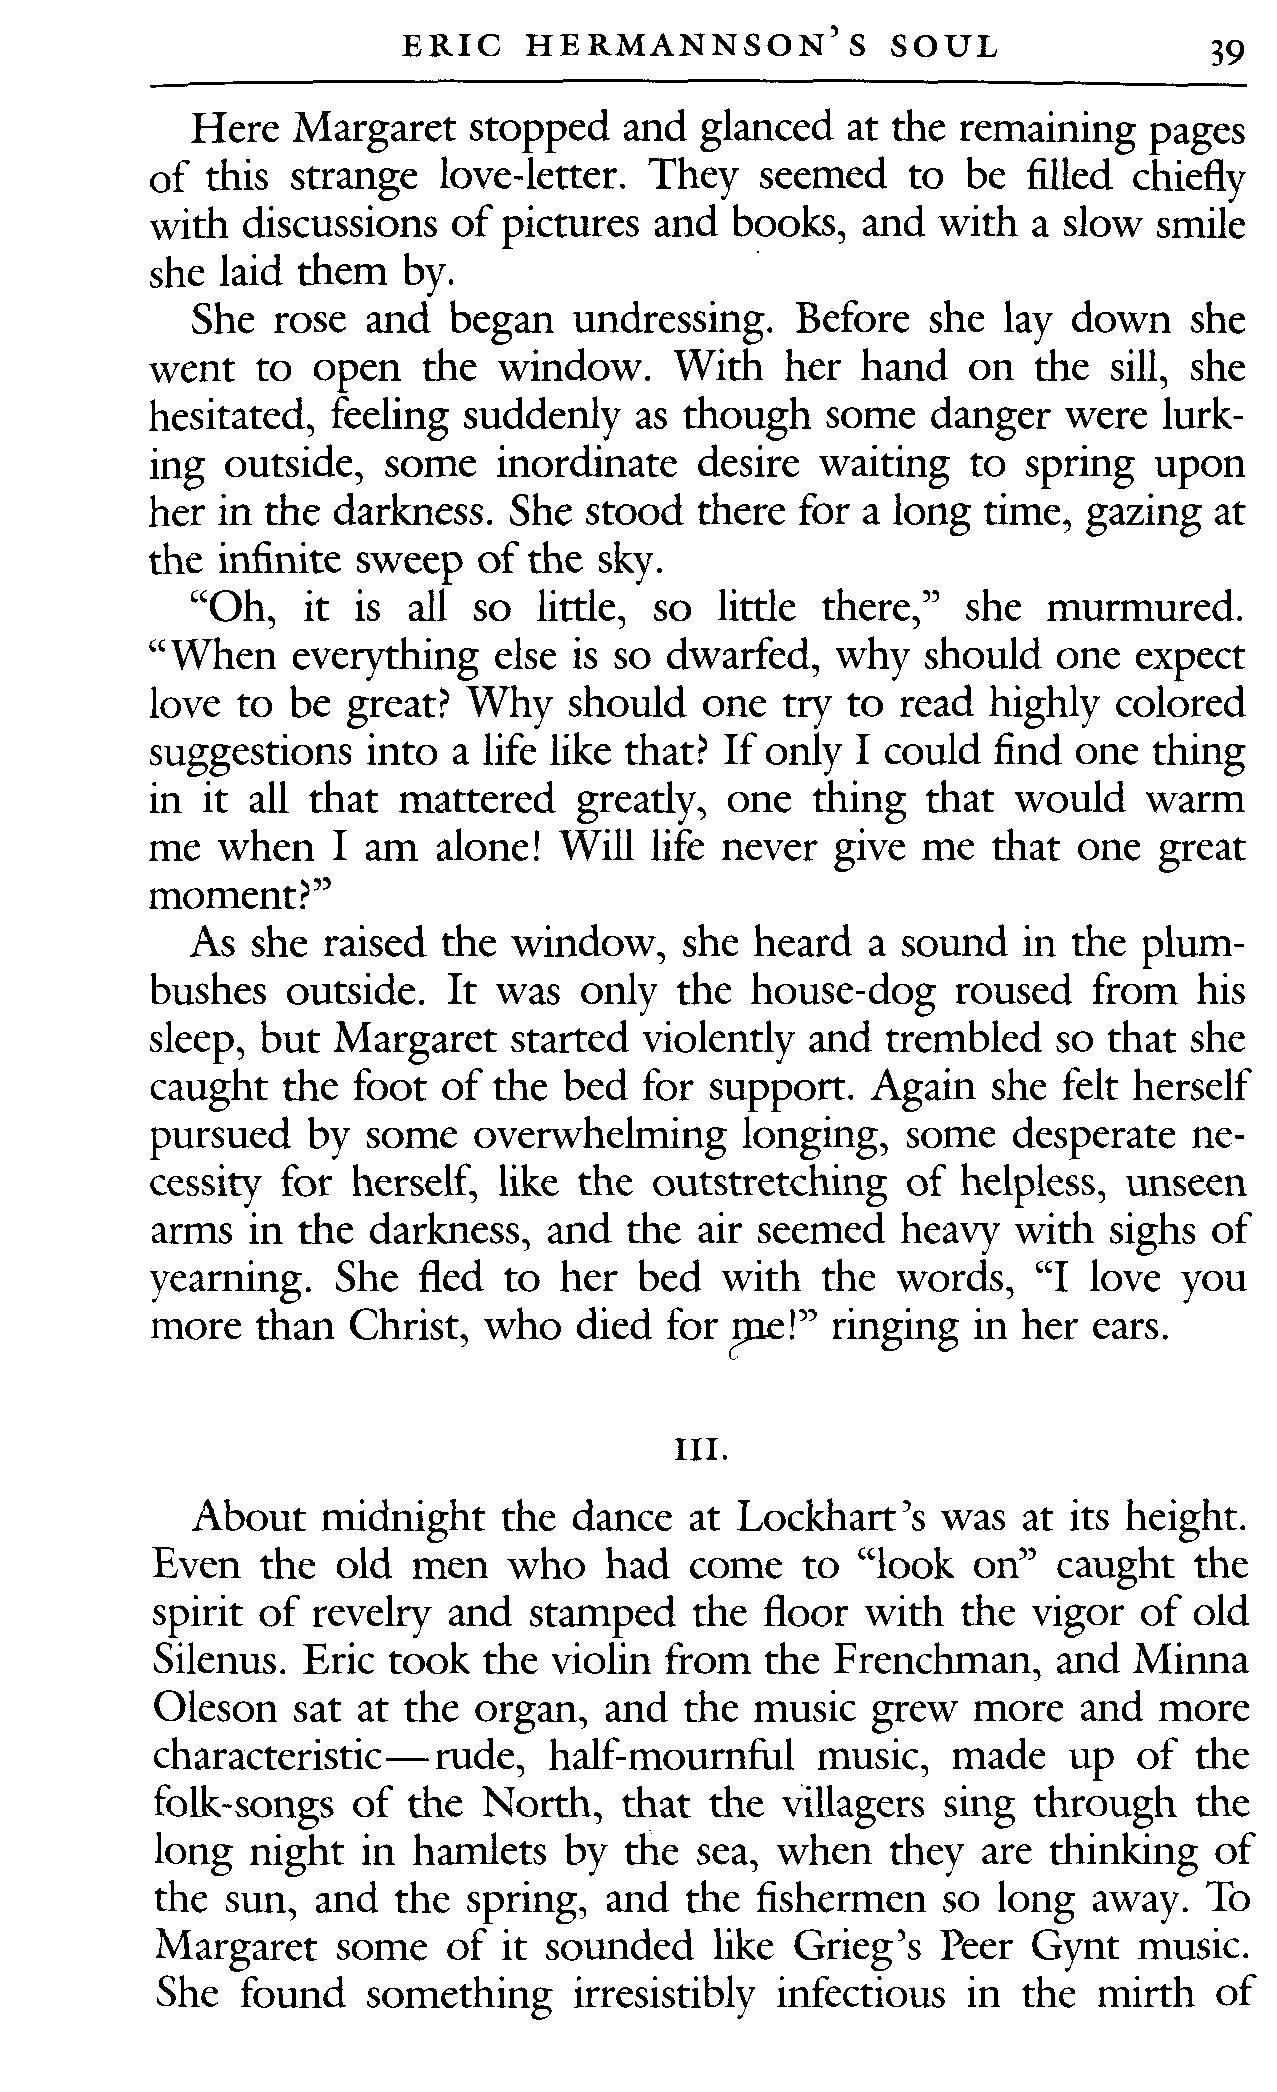 ERIC HERMANNSON'S SOUL 39
Here Margaret stopped and glanced at the remaining pages
of this strange love-letter. They seemed to be filled chiefly
with discussions of pictures and books, and with a slow smile
she laid them by.
She rose and began undressing. Before she lay down she
went to open the window. With her hand on the sill, she
hesitated, feeling suddenly as though some danger were lurk-
ing outside, some inordinate desire waiting to spring upon
her in the darkness. She stood there for a long time, gazing at
the infinite sweep of the sky.
“Oh, it is all so little, so little there,” she murmured.
“When everything else is so dwarfed, why should one expect
love to be great? Why should one try to read highly colored
suggestions into a life like that? If only I could find one thing
in it all that mattered greatly, one thing that would warm
me when I am alone! Will life never give me that one great
moment?”
As she raised the window, she heard a sound in the plum-
bushes outside. It was only the house-dog roused from his
sleep, but Margaret started violently and trembled so that she
caught the foot of the bed for support. Again she felt herself
pursued by some overwhelming longing, some desperate ne-
cessity for herself, like the outstretching of helpless, unseen
arms in the darkness, and the air seemed heavy with sighs of
yearning. She fled to her bed with the words, “I love you
more than Christ, who died for me!” ringing in her ears.
III.
About midnight the dance at Lockhart's was at its height.
Even the old men who had come to “look on” caught the
spirit of revelry and stamped the floor with the vigor of old
Silenus. Eric took the violin from the Frenchman, and Minna
Oleson sat at the organ, and the music grew more and more
characteristic—rude, half-mournful music, made up of the
folk-songs of the North, that the villagers sing through the
long night in hamlets by the sea, when they are thinking of
the sun, and the spring, and the fishermen so long away. To
Margaret some of it sounded like Grieg's Peer Gynt music.
She found something irresistibly infectious in the mirth of